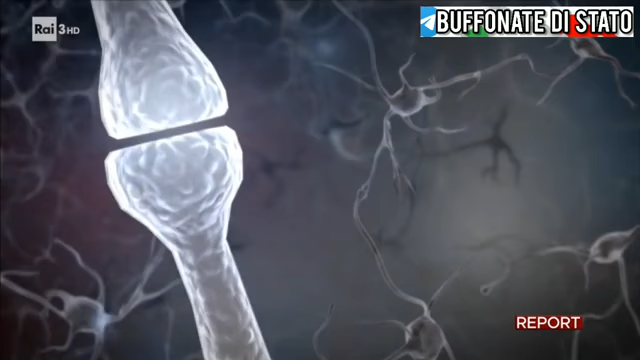 Rai 3HD
BUFFONATE DI STATO
REPORT